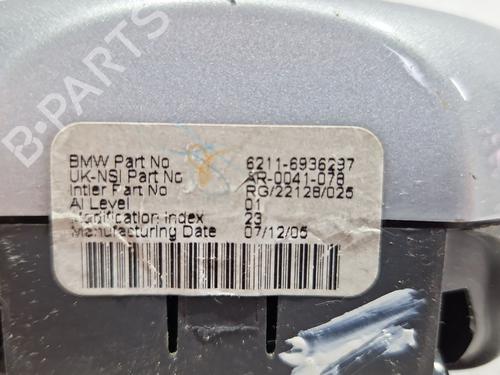 B-PARTS
BMW Part No 6211-6936297
UK-NSI Part No AR-0041-078
Intier Part No RG/22128/025
AI Level 01
Modification Index 23
Manufacturing Date 07/12/05